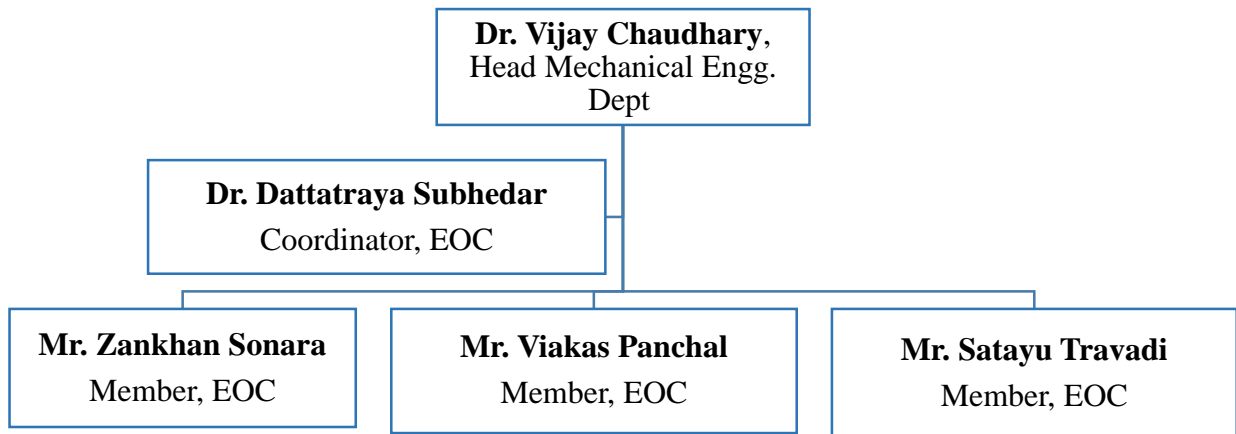 Dr. Vijay Chaudhary,
Head Mechanical Engg.
Dept
Dr. Dattatraya Subhedar
Coordinator, EOC
Mr. Zankhan Sonara
Member, EOC
Mr. Viakas Panchal
Member, EOC
Mr. Satayu Travadi
Member, EOC